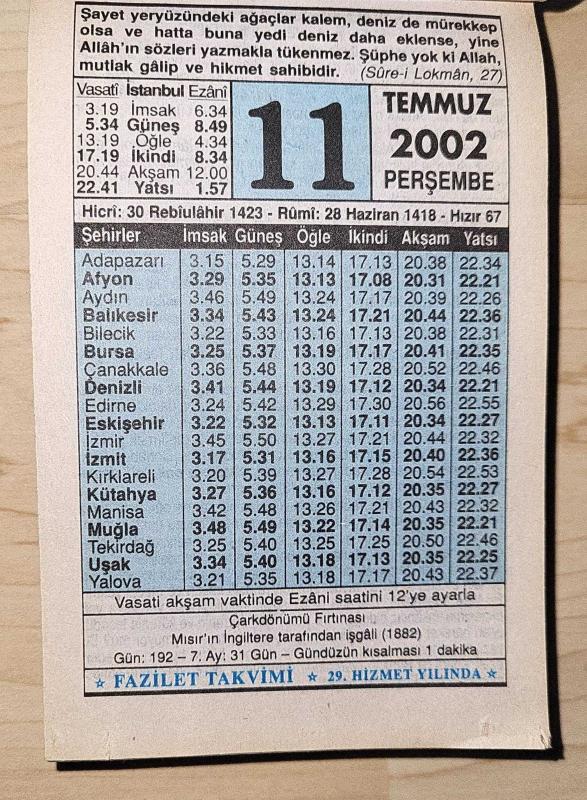 Şayet yeryüzündeki ağaçlar kalem, deniz de mürekkep
olsa ve hatta buna yedi deniz daha eklense, yine
Allâh'ın sözleri yazmakla tükenmez. Şüphe yok ki Allah,
mutlak gâlip ve hikmet sahibidir. (Sûre-i Lokmân, 27)
Vasatî İstanbul Ezânî
3.19 İmsak 6.34
5.34 Güneş 8.49
13.19 Öğle 4.34
17.19 İkindi 8.34
20.44 Akşam 12.00
22.41 Yatsı 1.57
11
TEMMUZ
2002
PERŞEMBE
Hicrî: 30 Rebîulâhir 1423 - Rûmî: 28 Haziran 1418 - Hızır 67
Şehirler İmsak Güneş Öğle İkindi Akşam Yatsı
Adapazarı 3.15 5.29 13.14 17.13 20.38 22.34
Afyon 3.29 5.35 13.13 17.08 20.31 22.21
Aydın 3.46 5.49 13.24 17.17 20.39 22.26
Balıkesir 3.34 5.43 13.24 17.21 20.44 22.36
Bilecik 3.22 5.33 13.16 17.13 20.38 22.31
Bursa 3.25 5.37 13.19 17.17 20.41 22.35
Çanakkale 3.36 5.48 13.30 17.28 20.52 22.46
Denizli 3.41 5.44 13.19 17.12 20.34 22.21
Edirne 3.24 5.42 13.29 17.30 20.56 22.55
Eskişehir 3.22 5.32 13.13 17.11 20.34 22.27
İzmir 3.45 5.50 13.27 17.21 20.44 22.32
İzmit 3.17 5.31 13.16 17.15 20.40 22.36
Kırklareli 3.20 5.39 13.27 17.28 20.54 22.53
Kütahya 3.27 5.36 13.16 17.12 20.35 22.27
Manisa 3.42 5.48 13.26 17.21 20.43 22.32
Muğla 3.48 5.49 13.22 17.14 20.35 22.21
Tekirdağ 3.25 5.40 13.25 17.25 20.50 22.46
Uşak 3.34 5.40 13.18 17.13 20.35 22.25
Yalova 3.21 5.35 13.18 17.17 20.43 22.37
Vasati akşam vaktinde Ezâni saatini 12'ye ayarla
Çarkdönümü Fırtınası
Mısır'ın İngiltere tarafından işgâli (1882)
Gün: 192 – 7. Ay: 31 Gün – Gündüzün kısalması 1 dakika
☆ FAZİLET TAKVİMİ ☆ 29. HİZMET YILINDA ☆